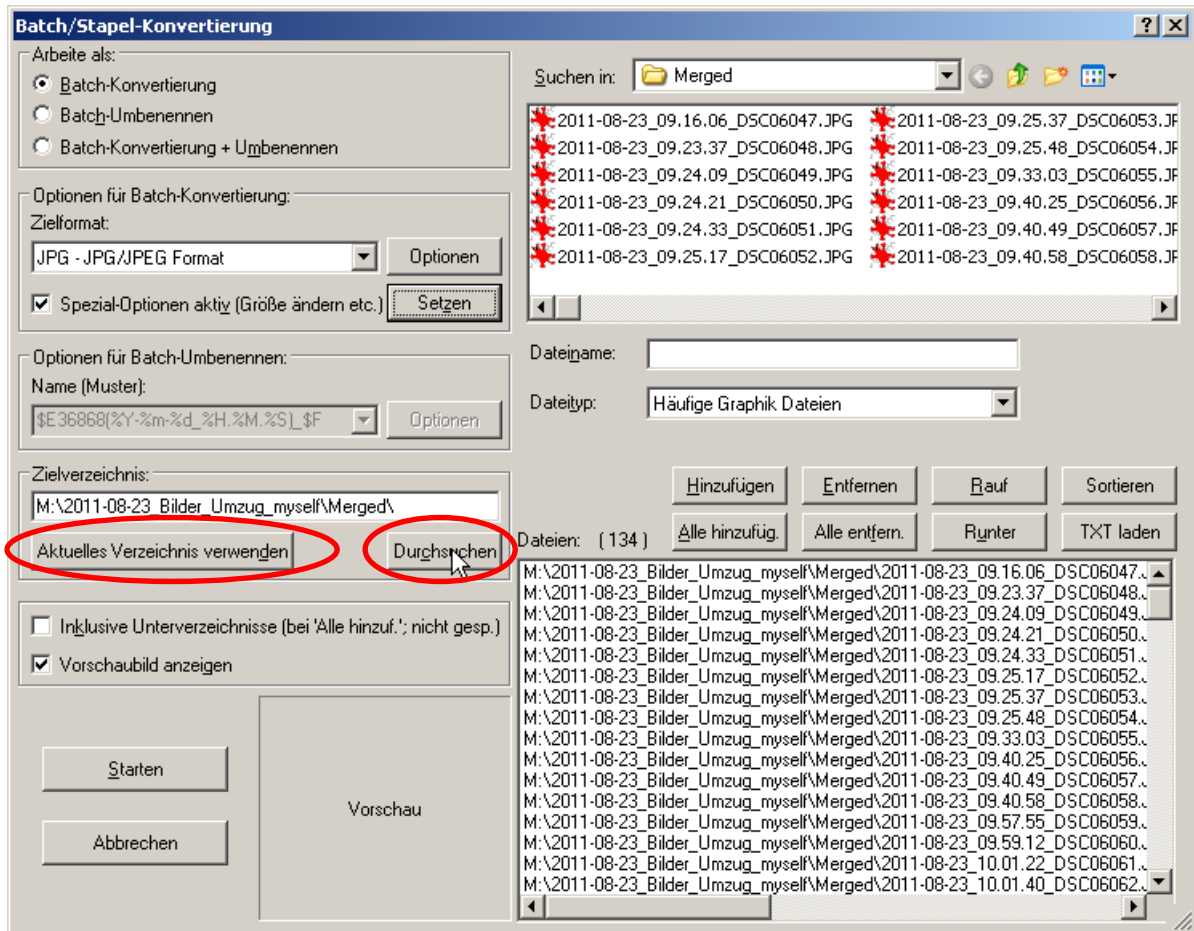 Batch/Stapel-Konvertierung
Arbeite als:
Batch-Konvertierung
Batch-Umbenennen
Batch-Konvertierung + Umbenennen
Optionen für Batch-Konvertierung:
Zielformat:
JPG - JPG/JPEG Format
Optionen
Spezial-Optionen aktiv (Größe ändern etc.)
Setzen
Optionen für Batch-Umbenennen:
Name (Muster):
$E36868(%Y-%m-%d_%H.%M.%S)_$F
Optionen
Zielverzeichnis:
M:\2011-08-23_Bilder_Umzug_myself\Merged\
Aktuelles Verzeichnis verwenden
Durchsuchen
Inklusive Unterverzeichnisse (bei 'Alle hinzuf.'; nicht gesp.)
Vorschaubild anzeigen
Starten
Abbrechen
Vorschau
Suchen in:
Merged
2011-08-23_09.16.06_DSC06047.JPG
2011-08-23_09.23.37_DSC06048.JPG
2011-08-23_09.24.09_DSC06049.JPG
2011-08-23_09.24.21_DSC06050.JPG
2011-08-23_09.24.33_DSC06051.JPG
2011-08-23_09.25.17_DSC06052.JPG
2011-08-23_09.25.37_DSC06053.JP
2011-08-23_09.25.48_DSC06054.JP
2011-08-23_09.33.03_DSC06055.JP
2011-08-23_09.40.25_DSC06056.JP
2011-08-23_09.40.49_DSC06057.JP
2011-08-23_09.40.58_DSC06058.JP
Dateiname:
Dateityp:
Häufige Graphik Dateien
Hinzufügen
Entfernen
Rauf
Sortieren
Dateien: ( 134 )
Alle hinzufüg.
Alle entfern.
Runter
TXT laden
M:\2011-08-23_Bilder_Umzug_myself\Merged\2011-08-23_09.16.06_DSC06047.
M:\2011-08-23_Bilder_Umzug_myself\Merged\2011-08-23_09.23.37_DSC06048.
M:\2011-08-23_Bilder_Umzug_myself\Merged\2011-08-23_09.24.09_DSC06049.
M:\2011-08-23_Bilder_Umzug_myself\Merged\2011-08-23_09.24.21_DSC06050.
M:\2011-08-23_Bilder_Umzug_myself\Merged\2011-08-23_09.24.33_DSC06051.
M:\2011-08-23_Bilder_Umzug_myself\Merged\2011-08-23_09.25.17_DSC06052.
M:\2011-08-23_Bilder_Umzug_myself\Merged\2011-08-23_09.25.37_DSC06053.
M:\2011-08-23_Bilder_Umzug_myself\Merged\2011-08-23_09.25.48_DSC06054.
M:\2011-08-23_Bilder_Umzug_myself\Merged\2011-08-23_09.33.03_DSC06055.
M:\2011-08-23_Bilder_Umzug_myself\Merged\2011-08-23_09.40.25_DSC06056.
M:\2011-08-23_Bilder_Umzug_myself\Merged\2011-08-23_09.40.49_DSC06057.
M:\2011-08-23_Bilder_Umzug_myself\Merged\2011-08-23_09.40.58_DSC06058.
M:\2011-08-23_Bilder_Umzug_myself\Merged\2011-08-23_09.57.55_DSC06059.
M:\2011-08-23_Bilder_Umzug_myself\Merged\2011-08-23_09.59.12_DSC06060.
M:\2011-08-23_Bilder_Umzug_myself\Merged\2011-08-23_10.01.22_DSC06061.
M:\2011-08-23_Bilder_Umzug_myself\Merged\2011-08-23_10.01.40_DSC06062.